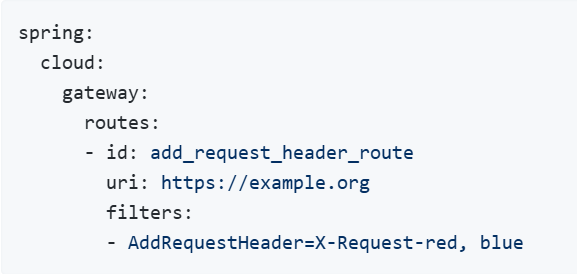 spring:
  cloud:
    gateway:
      routes:
      - id: add_request_header_route
        uri: https://example.org
        filters:
        - AddRequestHeader=X-Request-red, blue